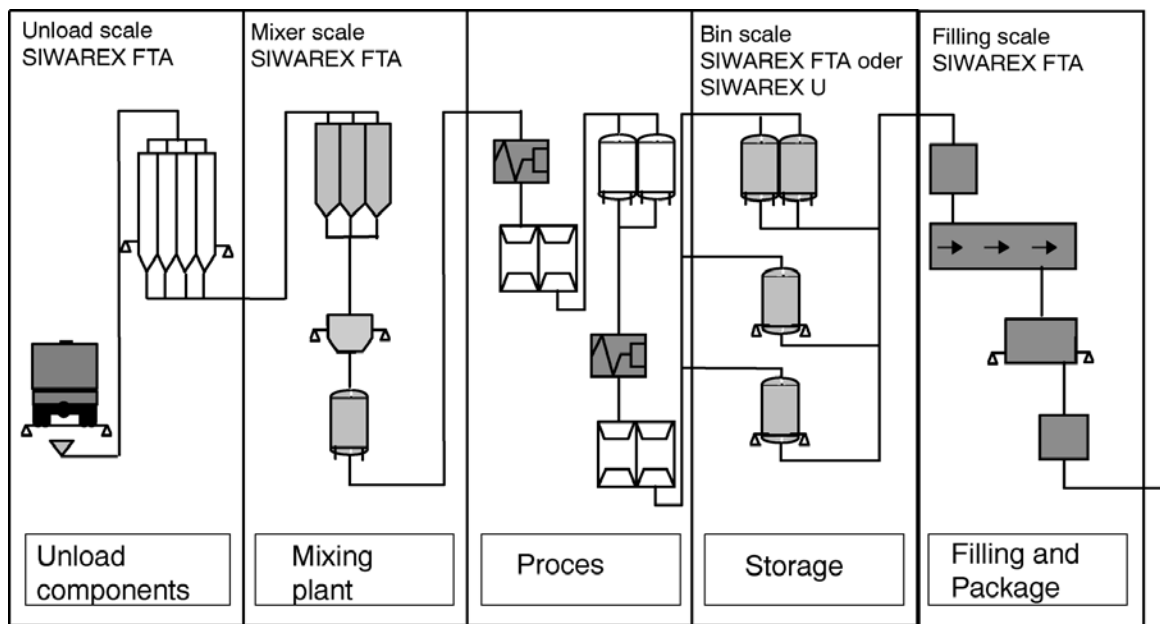 Unload scale
SIWAREX FTA
Mixer scale
SIWAREX FTA
Bin scale
SIWAREX FTA oder
SIWAREX U
Filling scale
SIWAREX FTA
Unload
components
Mixing
plant
Proces
Storage
Filling and
Package